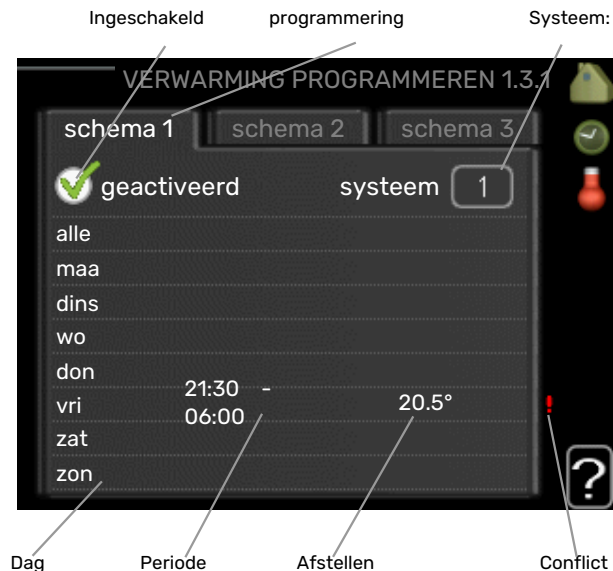 Ingeschakeld programmering Systeem:
VERWARMING PROGRAMMEREN 1.3.1
schema 1 schema 2 schema 3
geactiveerd systeem 1
alle
maa
dins
wo
don
vri 21:30 - 06:00 20.5° !
zat
zon
?
Dag Periode Afstellen Conflict